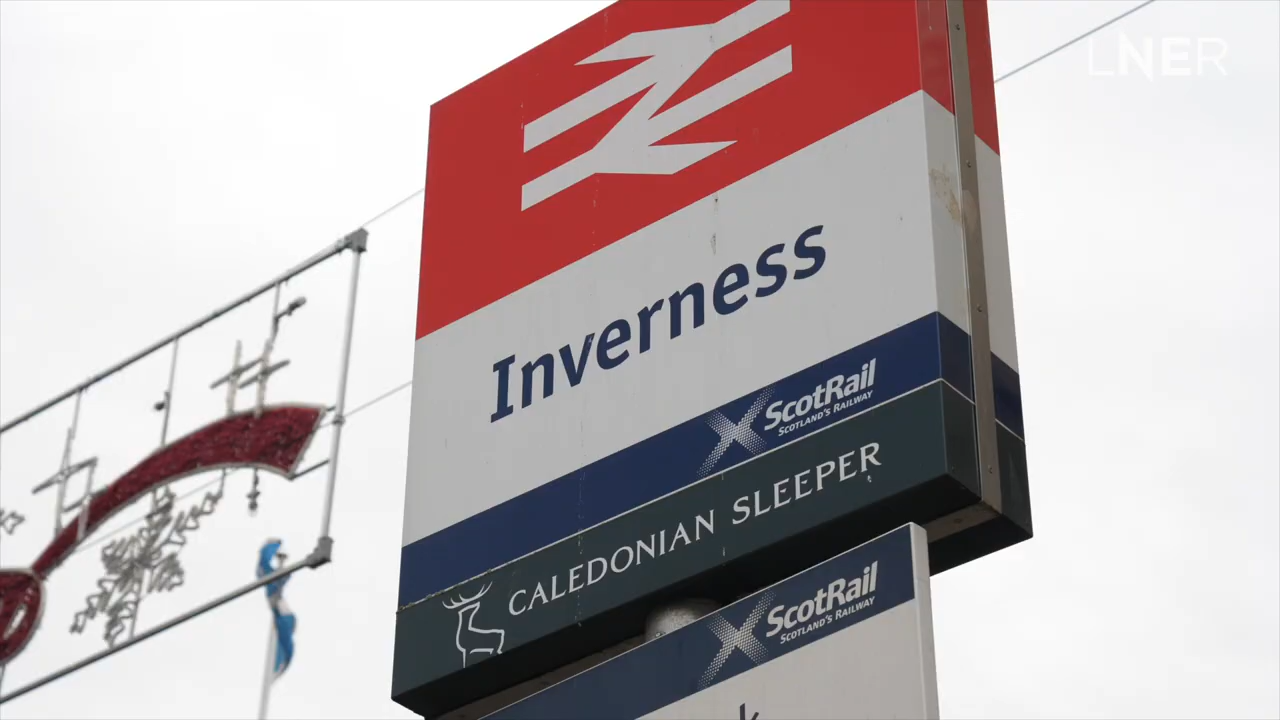 LNER
Inverness
ScotRail
SCOTLAND'S RAILWAY
CALEDONIAN SLEEPER
ScotRail
SCOTLAND'S RAILWAY